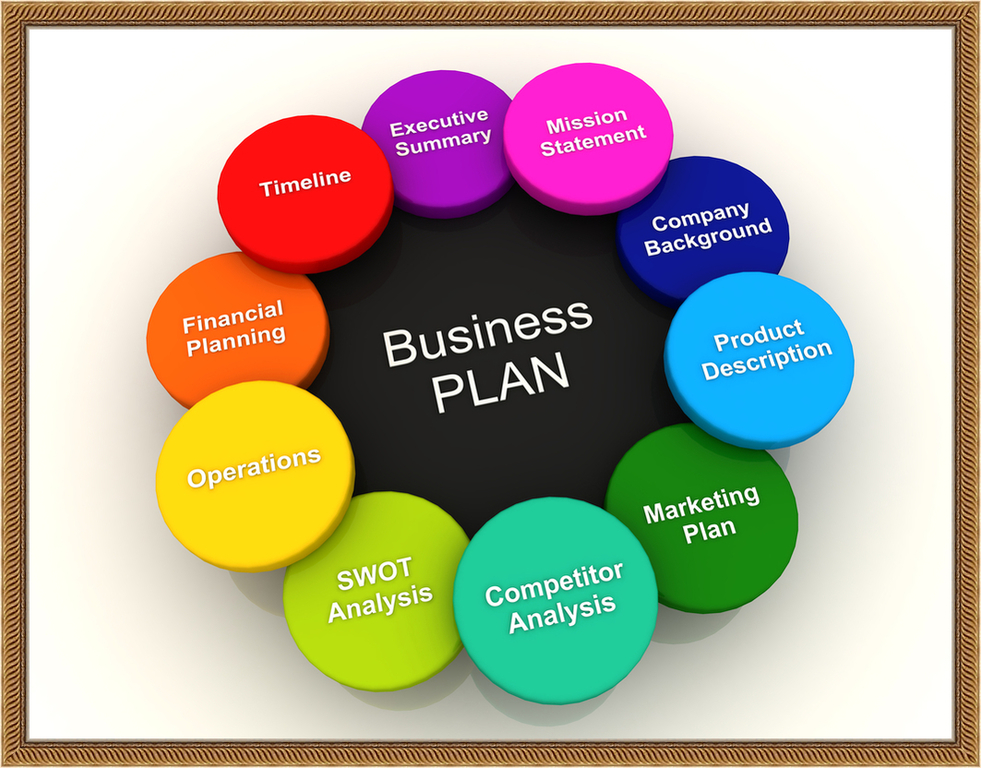 Business
PLAN
Executive
Summary
Mission
Statement
Company
Background
Product
Description
Marketing
Plan
Competitor
Analysis
SWOT
Analysis
Operations
Financial
Planning
Timeline